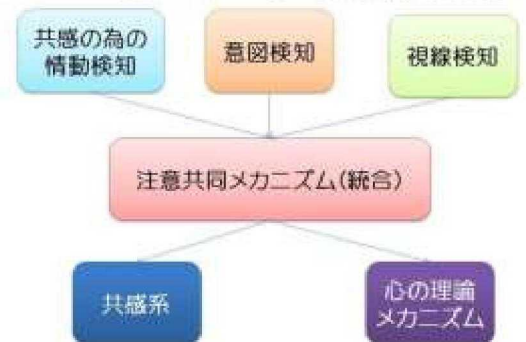 共感の為の
情動検知
意図検知
視線検知
注意共同メカニズム(統合)
共感系
心の理論
メカニズム